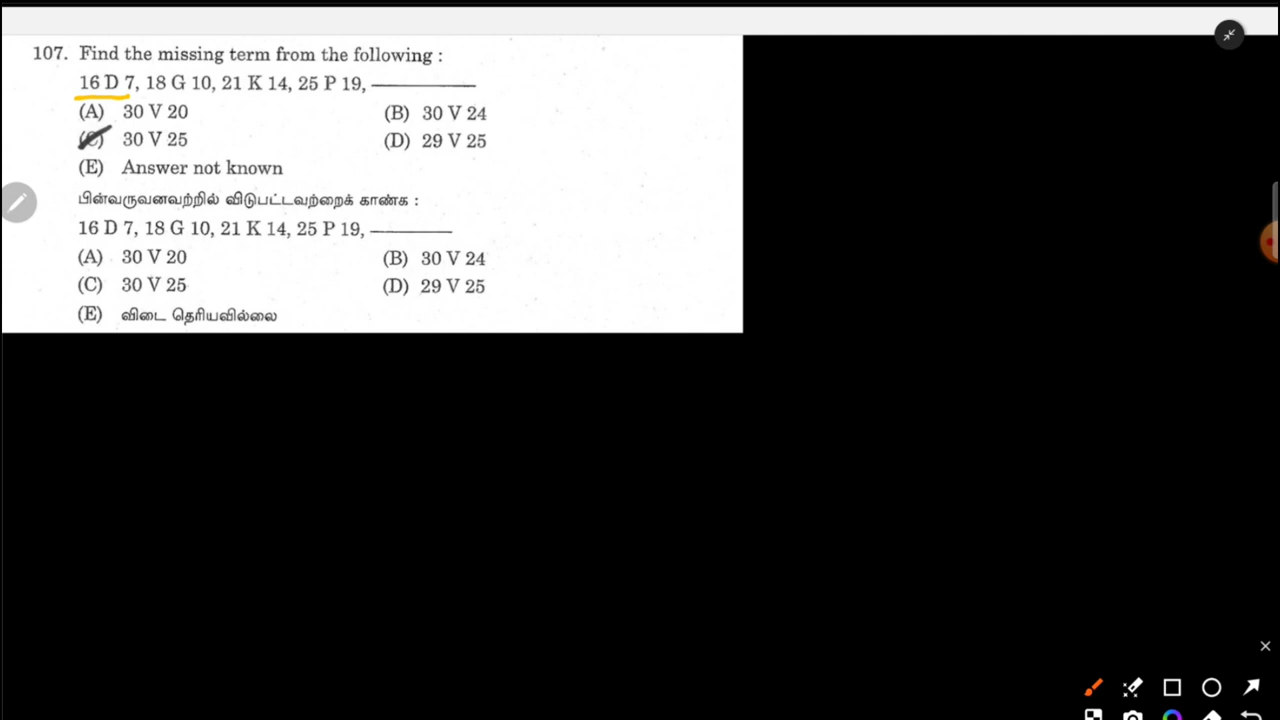 107. Find the missing term from the following :
16 D 7, 18 G 10, 21 K 14, 25 P 19, ————
(A) 30 V 20 (B) 30 V 24
(C) 30 V 25 (D) 29 V 25
(E) Answer not known
பின்வருவனவற்றில் விடுபட்டவற்றைக் காண்க :
16 D 7, 18 G 10, 21 K 14, 25 P 19, ————
(A) 30 V 20 (B) 30 V 24
(C) 30 V 25 (D) 29 V 25
(E) விடை தெரியவில்லை